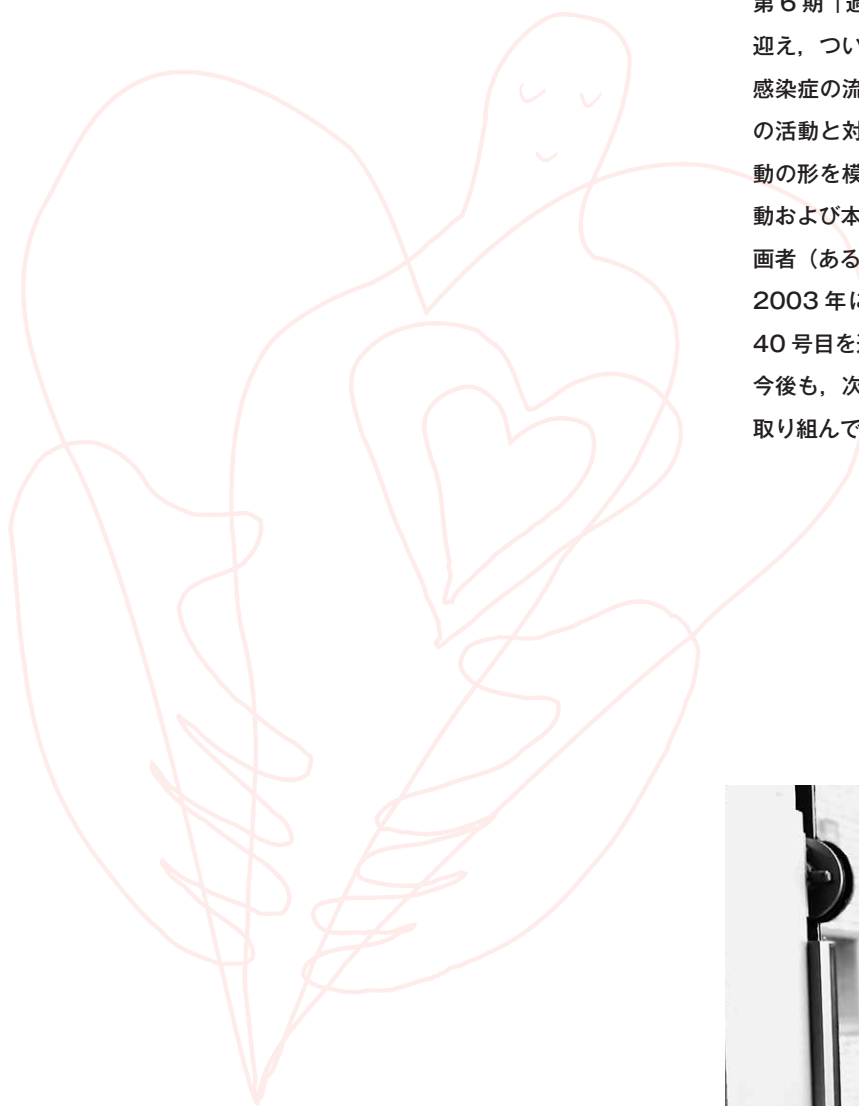 第 6 期「過
迎え，つい
感染症の流
の活動と対
動の形を模
動および本
画者（ある
2003 年に
40 号目を
今後も，次
取り組んで